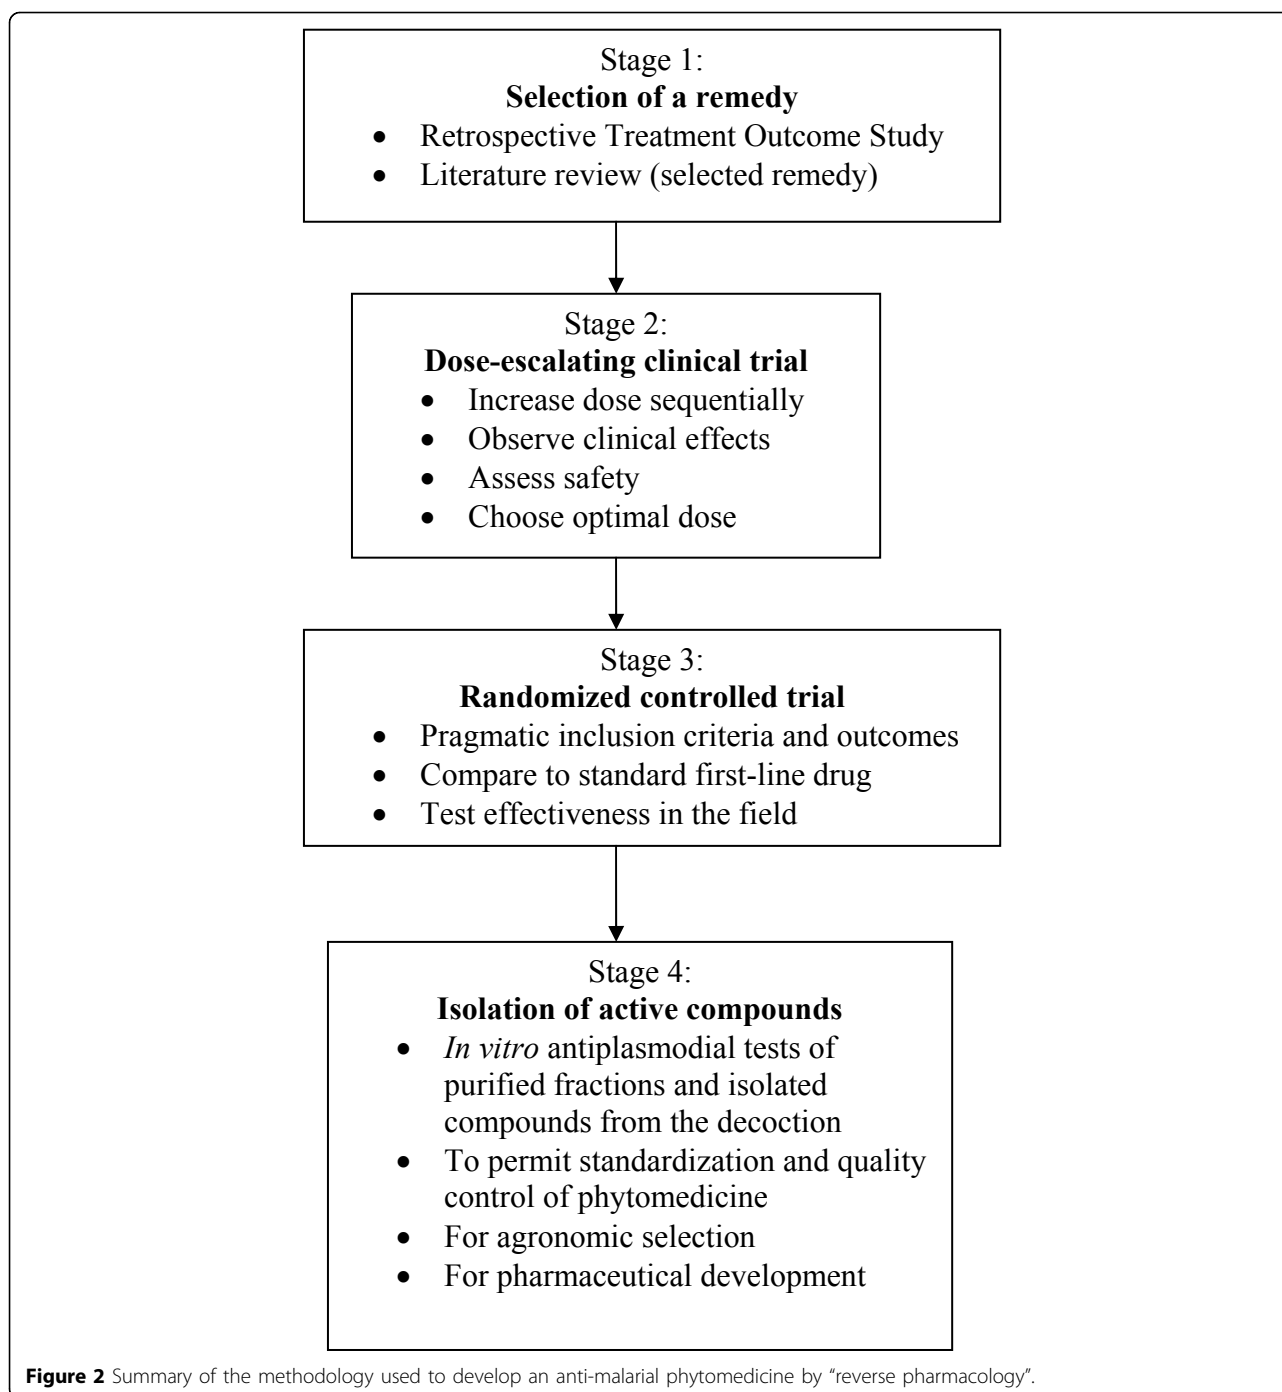 Stage 1:
Selection of a remedy
• Retrospective Treatment Outcome Study
• Literature review (selected remedy)
Stage 2:
Dose-escalating clinical trial
• Increase dose sequentially
• Observe clinical effects
• Assess safety
• Choose optimal dose
Stage 3:
Randomized controlled trial
• Pragmatic inclusion criteria and outcomes
• Compare to standard first-line drug
• Test effectiveness in the field
Stage 4:
Isolation of active compounds
• In vitro antiplasmodial tests of
purified fractions and isolated
compounds from the decoction
• To permit standardization and quality
control of phytomedicine
• For agronomic selection
• For pharmaceutical development
Figure 2 Summary of the methodology used to develop an anti-malarial phytomedicine by “reverse pharmacology”.